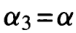 α₃ = α